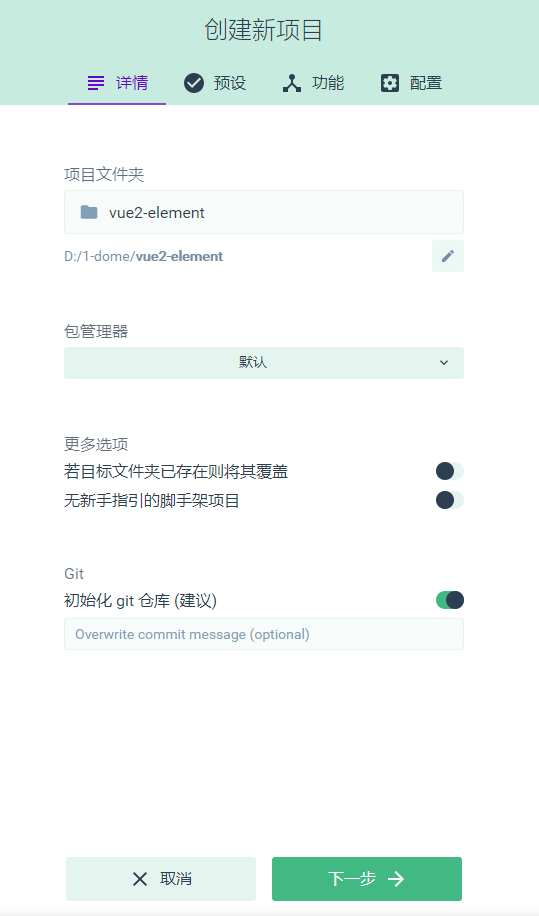 创建新项目
详情 预设 功能 配置
项目文件夹
vue2-element
D:/1-dome/vue2-element
包管理器
默认
更多选项
若目标文件夹已存在则将其覆盖
无新手指引的脚手架项目
Git
初始化 git 仓库 (建议)
Overwrite commit message (optional)
取消 下一步